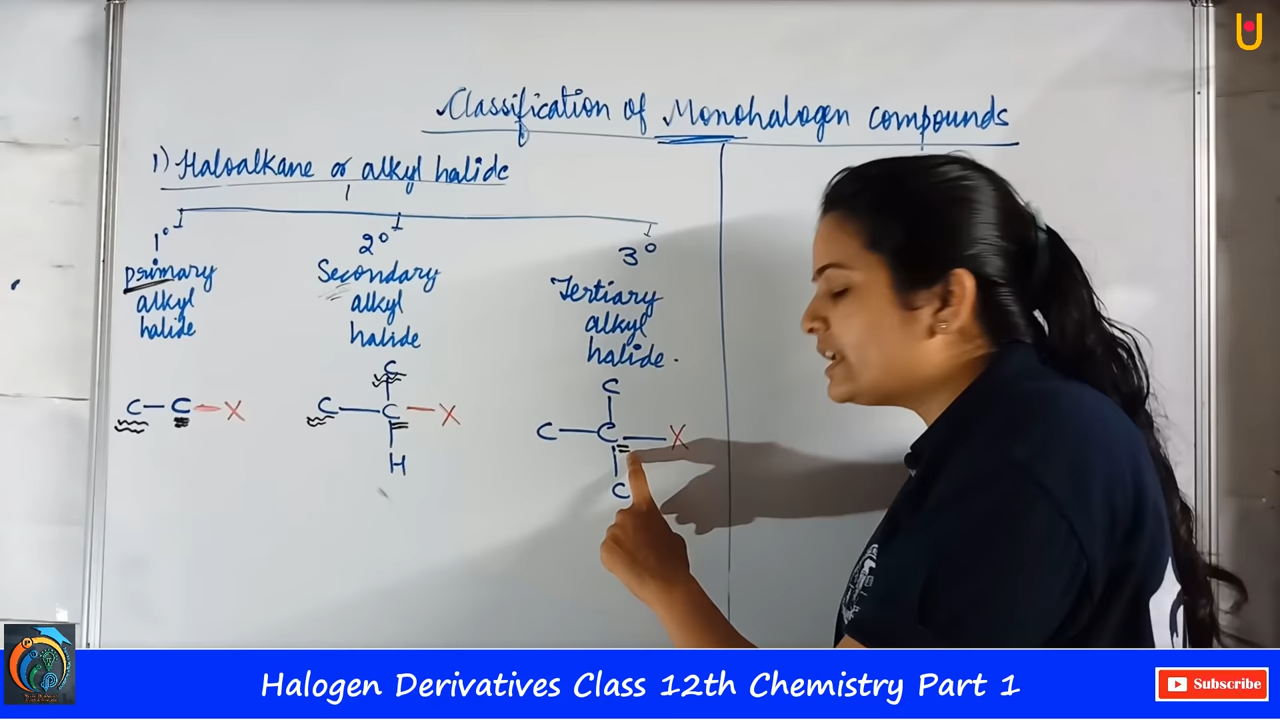 Classification of Monohalogen compounds
1) Haloalkane or alkyl halide
1°
primary
alkyl
halide
C-C-X
2°
Secondary
alkyl
halide
C
C-C-X
H
3°
Tertiary
alkyl
halide.
C
C-C-X
C
Halogen Derivatives Class 12th Chemistry Part 1
Subscribe